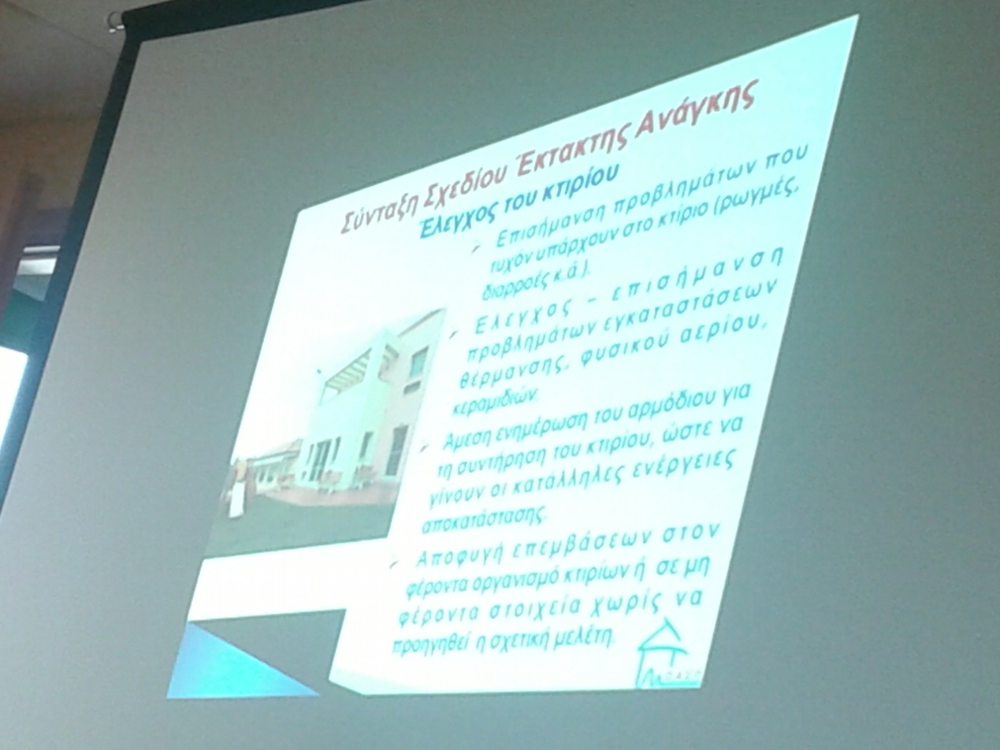 Σύνταξη Σχεδίου Έκτακτης Ανάγκης
Έλεγχος του κτιρίου
➢ Επισήμανση προβλημάτων που
τυχόν υπάρχουν στο κτίριο (ρωγμές,
διαρροές κ.ά.).
➢ Έλεγχος – επισήμανση
προβλημάτων εγκαταστάσεων
θέρμανσης, φυσικού αερίου,
κεραμιδιών.
➢ Άμεση ενημέρωση του αρμόδιου για
τη συντήρηση του κτιρίου, ώστε να
γίνουν οι κατάλληλες ενέργειες
αποκατάστασης.
➢ Αποφυγή επεμβάσεων στον
φέροντα οργανισμό κτιρίων ή σε μη
φέροντα στοιχεία χωρίς να
προηγηθεί η σχετική μελέτη.
Ο.Α.Σ.Π.